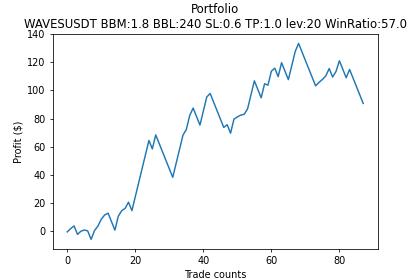 Portfolio
WAVESUSDT BBM:1.8 BBL:240 SL:0.6 TP:1.0 lev:20 WinRatio:57.0
140
120
100
80
60
40
20
0
Profit ($)
0 20 40 60 80
Trade counts